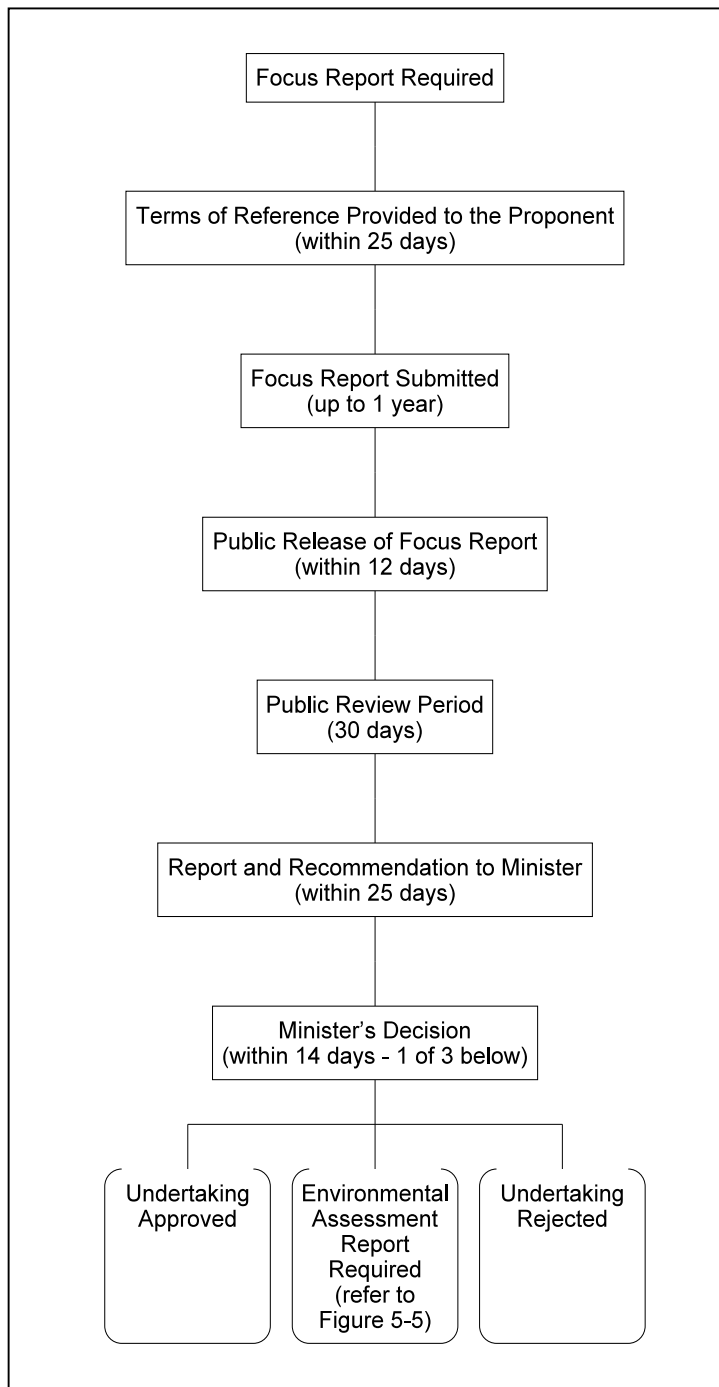 Focus Report Required
Terms of Reference Provided to the Proponent
(within 25 days)
Focus Report Submitted
(up to 1 year)
Public Release of Focus Report
(within 12 days)
Public Review Period
(30 days)
Report and Recommendation to Minister
(within 25 days)
Minister’s Decision
(within 14 days - 1 of 3 below)
Undertaking
Approved
Environmental
Assessment
Report
Required
(refer to
Figure 5-5)
Undertaking
Rejected